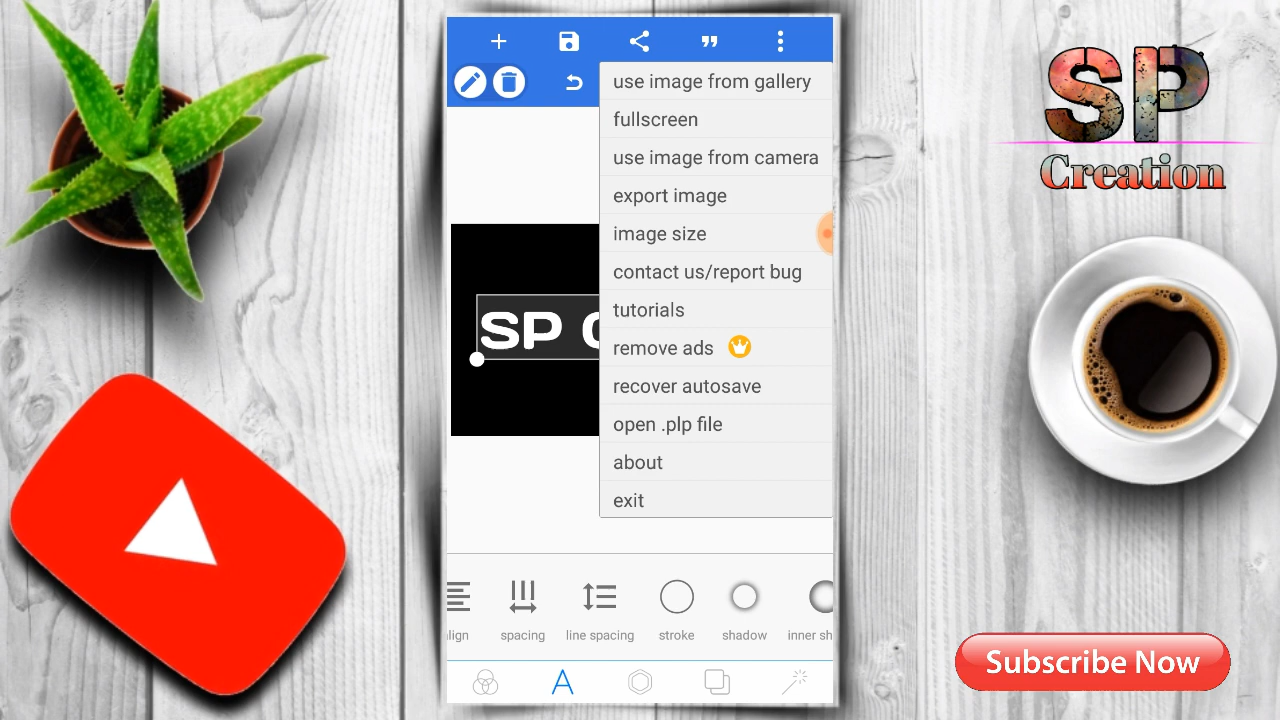 use image from gallery
fullscreen
use image from camera
export image
image size
contact us/report bug
tutorials
remove ads
recover autosave
open .plp file
about
exit
SP
lign
spacing
line spacing
stroke
shadow
inner sh
SP
Creation
Subscribe Now